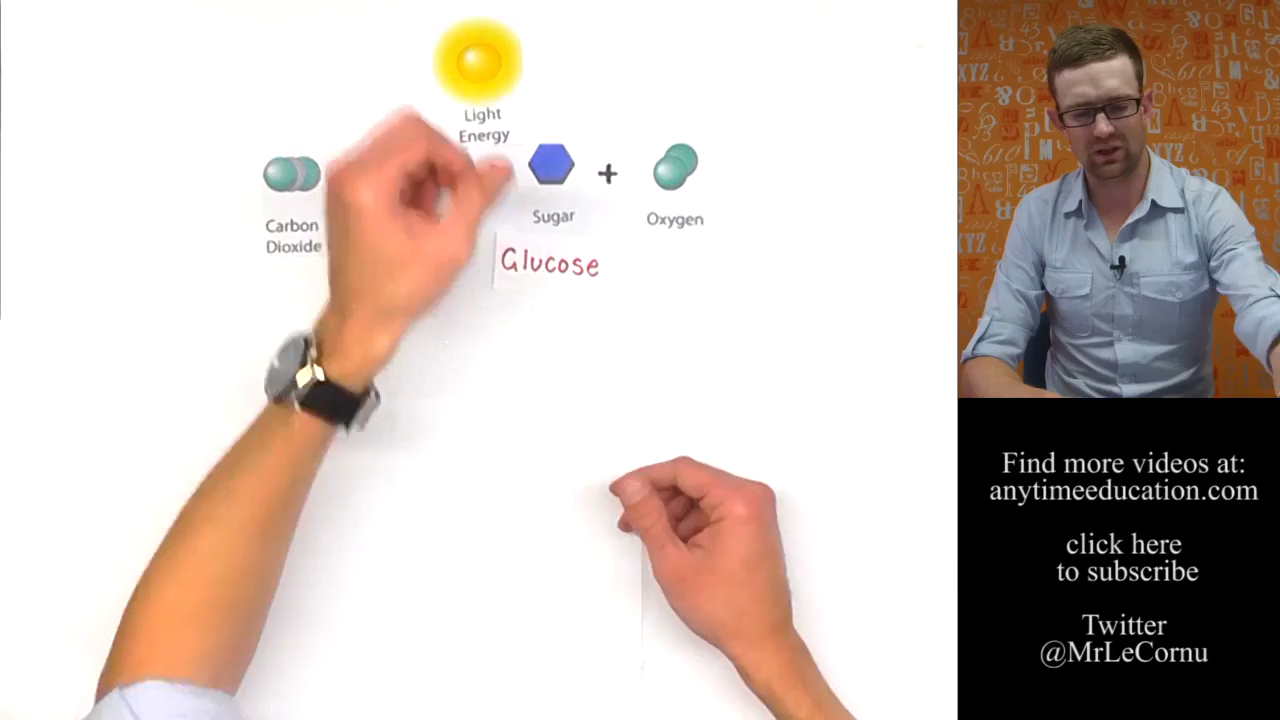 Light
Energy
+
Carbon
Dioxide
Sugar
Oxygen
Glucose
Find more videos at:
anytimeeducation.com
click here
to subscribe
Twitter
@MrLeCornu